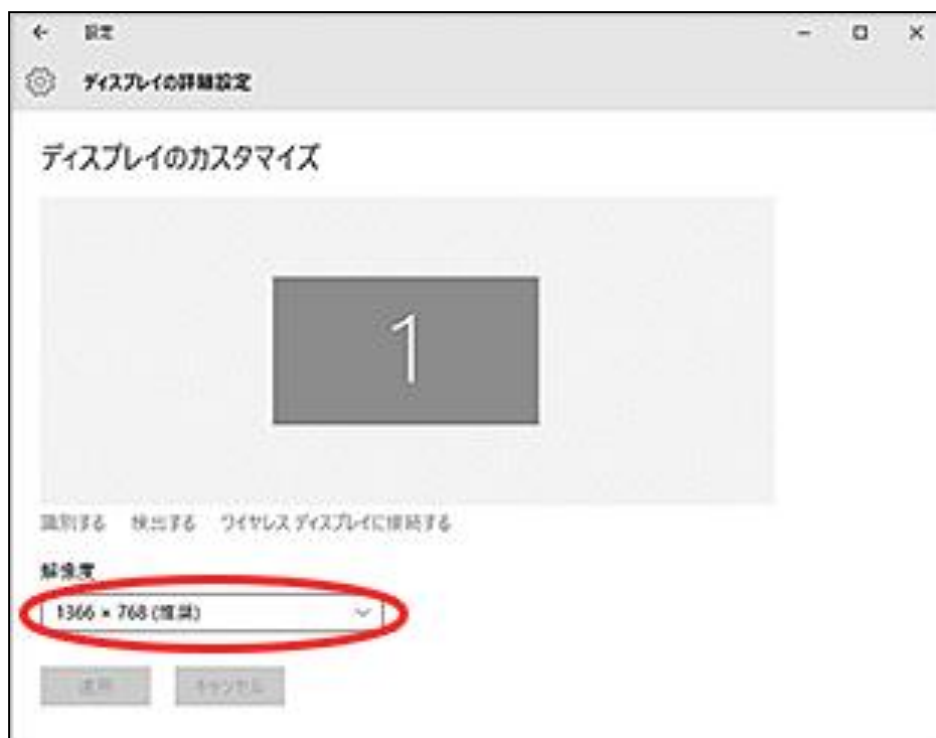 設定
ディスプレイの詳細設定
ディスプレイのカスタマイズ
1
識別する 検出する ワイヤレス ディスプレイに接続する
解像度
1366 × 768 (推奨)
適用 キャンセル